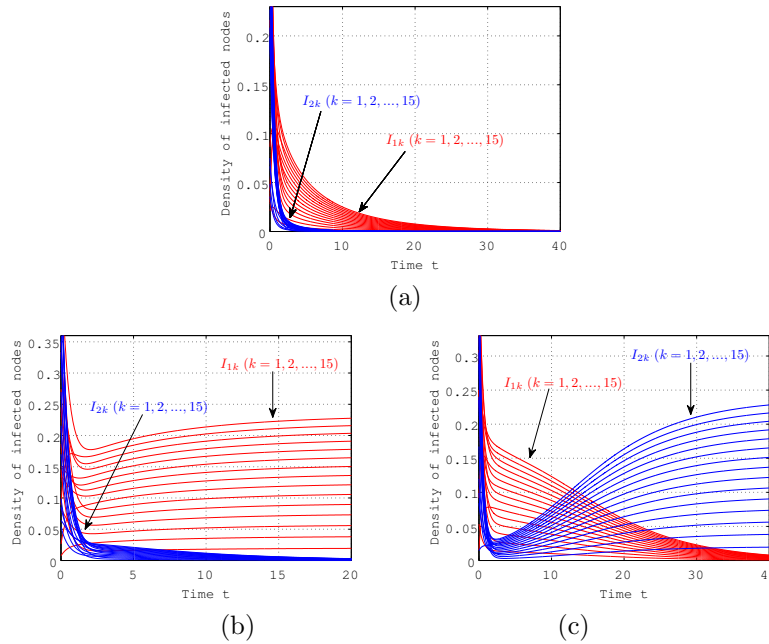 0.2
0.15
0.1
0.05
0
Density of infected nodes
I2k (k = 1, 2, ..., 15)
I1k (k = 1, 2, ..., 15)
0 10 20 30 40
Time t
(a)
0.35
0.3
0.25
0.2
0.15
0.1
0.05
0
Density of infected nodes
I1k (k = 1, 2, ..., 15)
I2k (k = 1, 2, ..., 15)
0 5 10 15 20
Time t
(b)
0.3
0.25
0.2
0.15
0.1
0.05
0
Density of infected nodes
I2k (k = 1, 2, ..., 15)
I1k (k = 1, 2, ..., 15)
0 10 20 30 40
Time t
(c)